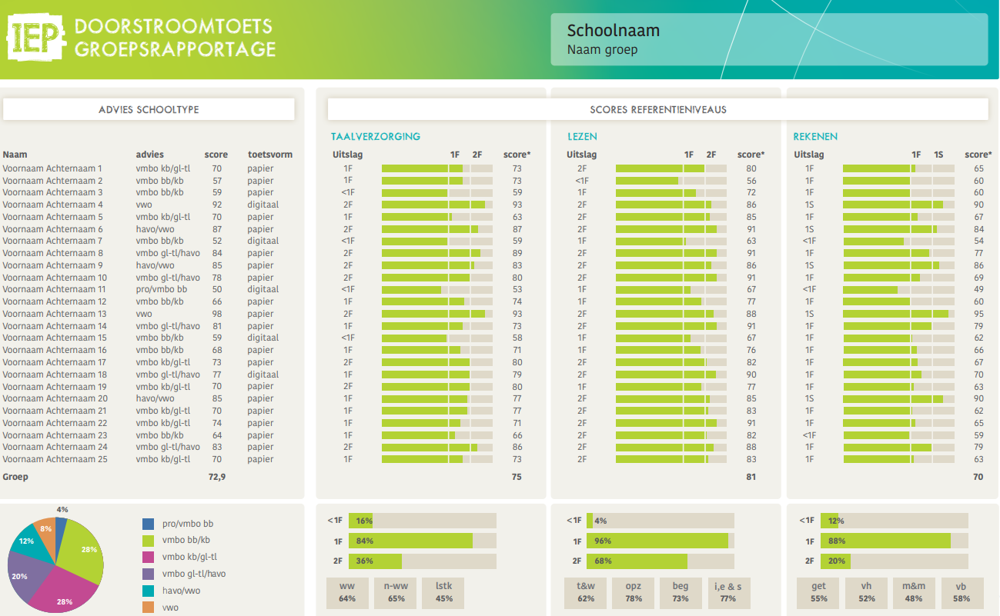 IEP DOORSTROOMTOETS
GROEPSRAPPORTAGE
Schoolnaam
Naam groep
ADVIES SCHOOLTYPE
SCORES REFERENTIENIVEAUS
TAALVERZORGING LEZEN REKENEN
Naam advies score toetsvorm Uitslag 1F 2F score* Uitslag 1F 2F score* Uitslag 1F 1S score*
Voornaam Achternaam 1 vmbo kb/gl-tl 70 papier 1F 73 2F 80 1F 65
Voornaam Achternaam 2 vmbo bb/kb 57 papier 1F 73 <1F 56 1F 60
Voornaam Achternaam 3 vmbo bb/kb 59 papier <1F 59 1F 72 1F 60
Voornaam Achternaam 4 vwo 92 digitaal 2F 93 2F 86 1S 90
Voornaam Achternaam 5 vmbo kb/gl-tl 70 papier 1F 63 2F 85 1F 67
Voornaam Achternaam 6 havo/vwo 87 papier 2F 87 2F 91 1S 84
Voornaam Achternaam 7 vmbo bb/kb 52 digitaal <1F 59 1F 63 <1F 54
Voornaam Achternaam 8 vmbo gl-tl/havo 84 papier 2F 89 2F 91 1F 77
Voornaam Achternaam 9 havo/vwo 85 papier 2F 83 2F 86 1S 86
Voornaam Achternaam 10 vmbo gl-tl/havo 78 papier 2F 80 2F 91 1F 69
Voornaam Achternaam 11 pro/vmbo bb 50 digitaal <1F 53 1F 67 <1F 49
Voornaam Achternaam 12 vmbo bb/kb 66 papier 1F 74 1F 77 1F 60
Voornaam Achternaam 13 vwo 98 papier 2F 93 2F 88 1S 95
Voornaam Achternaam 14 vmbo gl-tl/havo 81 papier 1F 73 2F 91 1F 79
Voornaam Achternaam 15 vmbo bb/kb 59 digitaal <1F 58 1F 67 1F 62
Voornaam Achternaam 16 vmbo bb/kb 68 papier 1F 71 1F 76 1F 66
Voornaam Achternaam 17 vmbo kb/gl-tl 73 papier 2F 80 2F 82 1F 67
Voornaam Achternaam 18 vmbo gl-tl/havo 77 digitaal 1F 79 2F 90 1F 70
Voornaam Achternaam 19 vmbo kb/gl-tl 70 papier 2F 80 1F 77 1F 63
Voornaam Achternaam 20 havo/vwo 85 papier 1F 77 2F 85 1S 90
Voornaam Achternaam 21 vmbo kb/gl-tl 70 papier 1F 77 2F 83 1F 62
Voornaam Achternaam 22 vmbo kb/gl-tl 74 papier 1F 71 2F 91 1F 65
Voornaam Achternaam 23 vmbo bb/kb 64 papier 1F 66 2F 82 <1F 59
Voornaam Achternaam 24 vmbo gl-tl/havo 83 papier 2F 86 2F 88 1F 79
Voornaam Achternaam 25 vmbo kb/gl-tl 70 papier 1F 73 2F 83 1F 63
Groep 72,9 75 81 70
4%
28%
28%
20%
12%
8%
pro/vmbo bb
vmbo bb/kb
vmbo kb/gl-tl
vmbo gl-tl/havo
havo/vwo
vwo
<1F 16%
1F 84%
2F 36%
ww n-ww lstk
64% 65% 45%
<1F 4%
1F 96%
2F 68%
t&w opz beg i,e & s
62% 78% 73% 77%
<1F 12%
1F 88%
2F 20%
get vh m&m vb
55% 52% 48% 58%